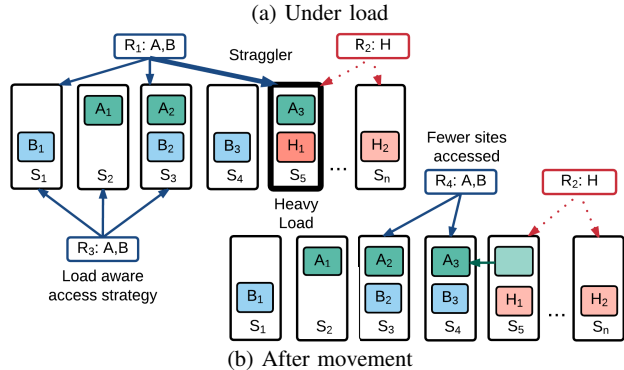 (a) Under load
R1: A,B
Straggler
R2: H
A1
A2
A3
B1
B2
B3
H1
H2
S1
S2
S3
S4
S5
...
Sn
Fewer sites
accessed
R4: A,B
R2: H
Heavy
Load
R3: A,B
Load aware
access strategy
A1
A2
A3
B1
B2
B3
H1
H2
S1
S2
S3
S4
S5
...
Sn
(b) After movement